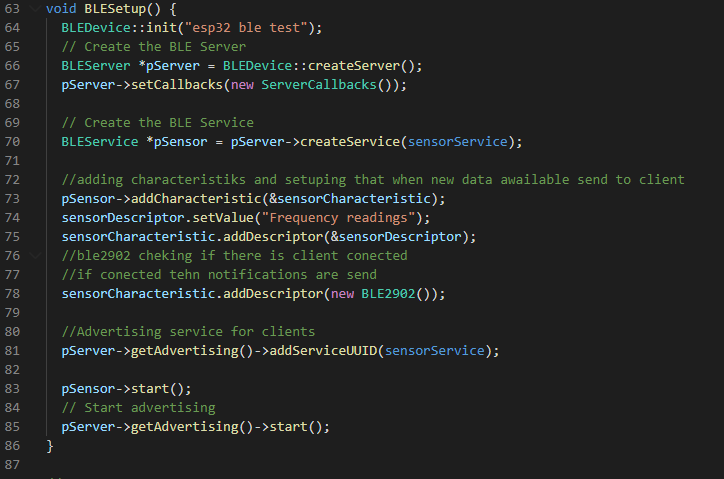 63 void BLESetup() {
64 BLEDevice::init("esp32 ble test");
65 // Create the BLE Server
66 BLEServer *pServer = BLEDevice::createServer();
67 pServer->setCallbacks(new ServerCallbacks());
68
69 // Create the BLE Service
70 BLEService *pSensor = pServer->createService(sensorService);
71
72 //adding characteristiks and setuping that when new data awailable send to client
73 pSensor->addCharacteristic(&sensorCharacteristic);
74 sensorDescriptor.setValue("Frequency readings");
75 sensorCharacteristic.addDescriptor(&sensorDescriptor);
76 //ble2902 cheking if there is client conected
77 //if conected tehn notifications are send
78 sensorCharacteristic.addDescriptor(new BLE2902());
79
80 //Advertising service for clients
81 pServer->getAdvertising()->addServiceUUID(sensorService);
82
83 pSensor->start();
84 // Start advertising
85 pServer->getAdvertising()->start();
86 }
87